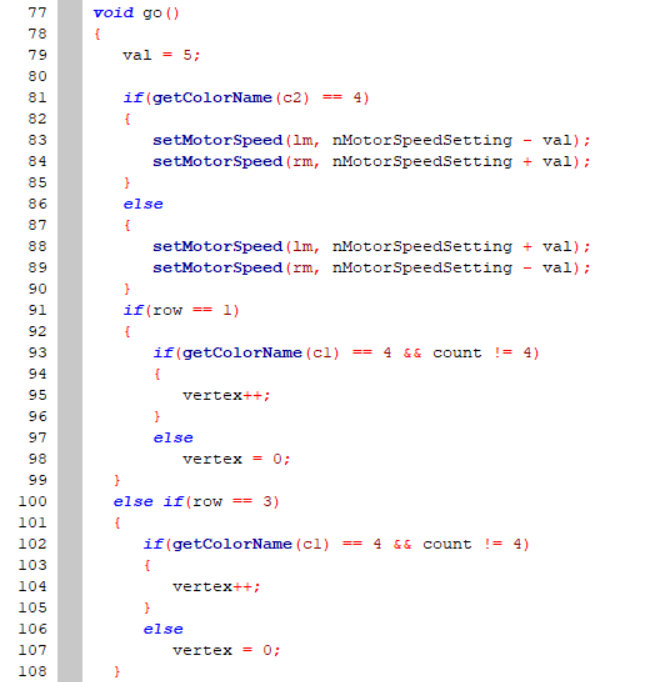 77 void go()
78 {
79 val = 5;
80
81 if(getColorName(c2) == 4)
82 {
83 setMotorSpeed(lm, nMotorSpeedSetting - val);
84 setMotorSpeed(rm, nMotorSpeedSetting + val);
85 }
86 else
87 {
88 setMotorSpeed(lm, nMotorSpeedSetting + val);
89 setMotorSpeed(rm, nMotorSpeedSetting - val);
90 }
91 if(row == 1)
92 {
93 if(getColorName(c1) == 4 && count != 4)
94 {
95 vertex++;
96 }
97 else
98 vertex = 0;
99 }
100 else if(row == 3)
101 {
102 if(getColorName(c1) == 4 && count != 4)
103 {
104 vertex++;
105 }
106 else
107 vertex = 0;
108 }